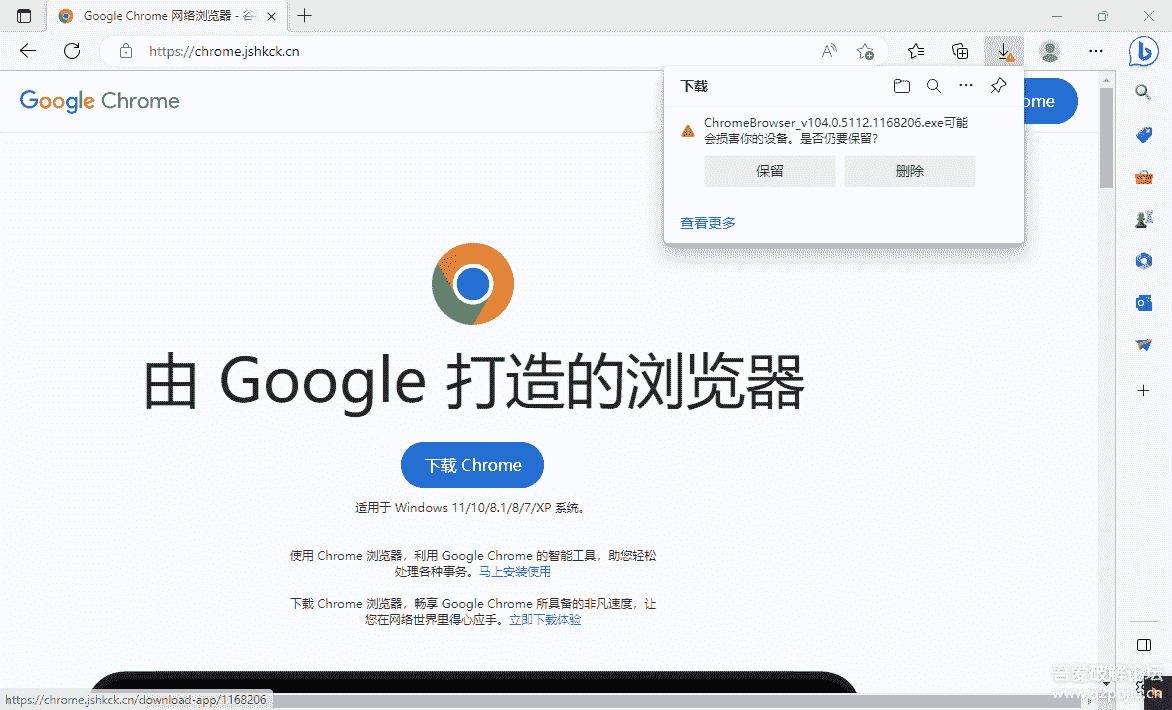 Google Chrome 网络浏览器 - 谷
https://chrome.jshkck.cn
Google Chrome
下载
ome
ChromeBrowser_v104.0.5112.1168206.exe可能
会损害你的设备。是否仍要保留?
保留
删除
查看更多
由 Google 打造的浏览器
下载 Chrome
适用于 Windows 11/10/8.1/8/7/XP 系统。
使用 Chrome 浏览器，利用 Google Chrome 的智能工具，助您轻松
处理各种事务。马上安装使用
下载 Chrome 浏览器，畅享 Google Chrome 所具备的非凡速度，让
您在网络世界里得心应手。立即下载体验
吾爱破解论坛
www.52pojie.cn
https://chrome.jshkck.cn/download-app/1168206